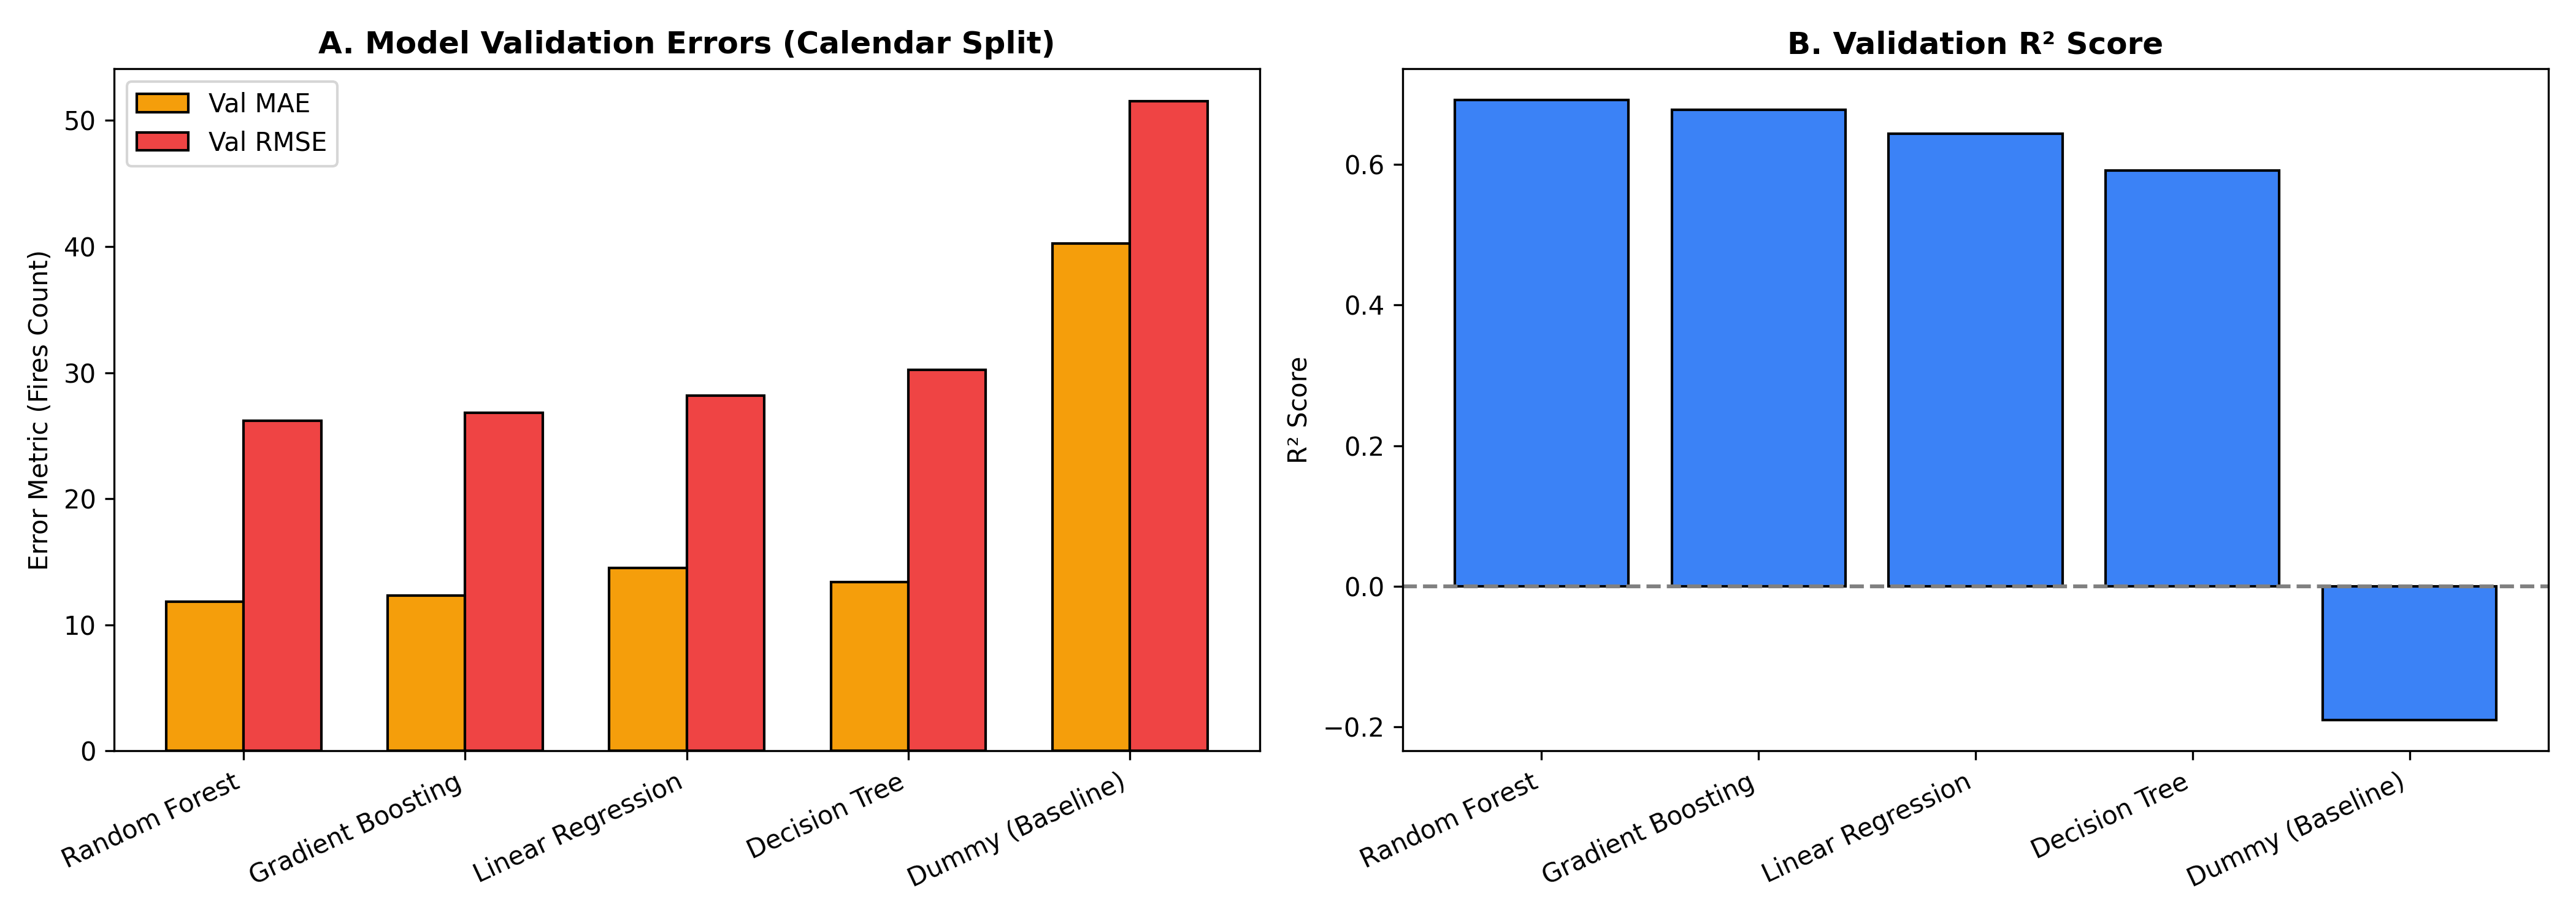 A. Model Validation Errors (Calendar Split)
Val MAE
Val RMSE
Error Metric (Fires Count)
50
40
30
20
10
0
Random Forest
Gradient Boosting
Linear Regression
Decision Tree
Dummy (Baseline)
B. Validation R² Score
R² Score
0.6
0.4
0.2
0.0
−0.2
Random Forest
Gradient Boosting
Linear Regression
Decision Tree
Dummy (Baseline)